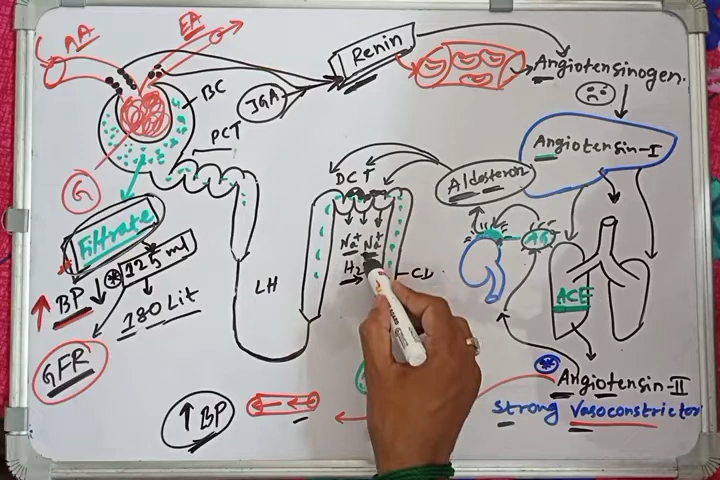 AA
EA
Renin
Angiotensinogen.
JGA
BC
PCT
Angiotensin-I
DCT
Aldosteron
G
Filtrate
125 ml
BP
180 Lit
GFR
LH
Na+ Na+
H2
CD
AG
ACE
Angiotensin-II
strong vasoconstrictor
↑ BP